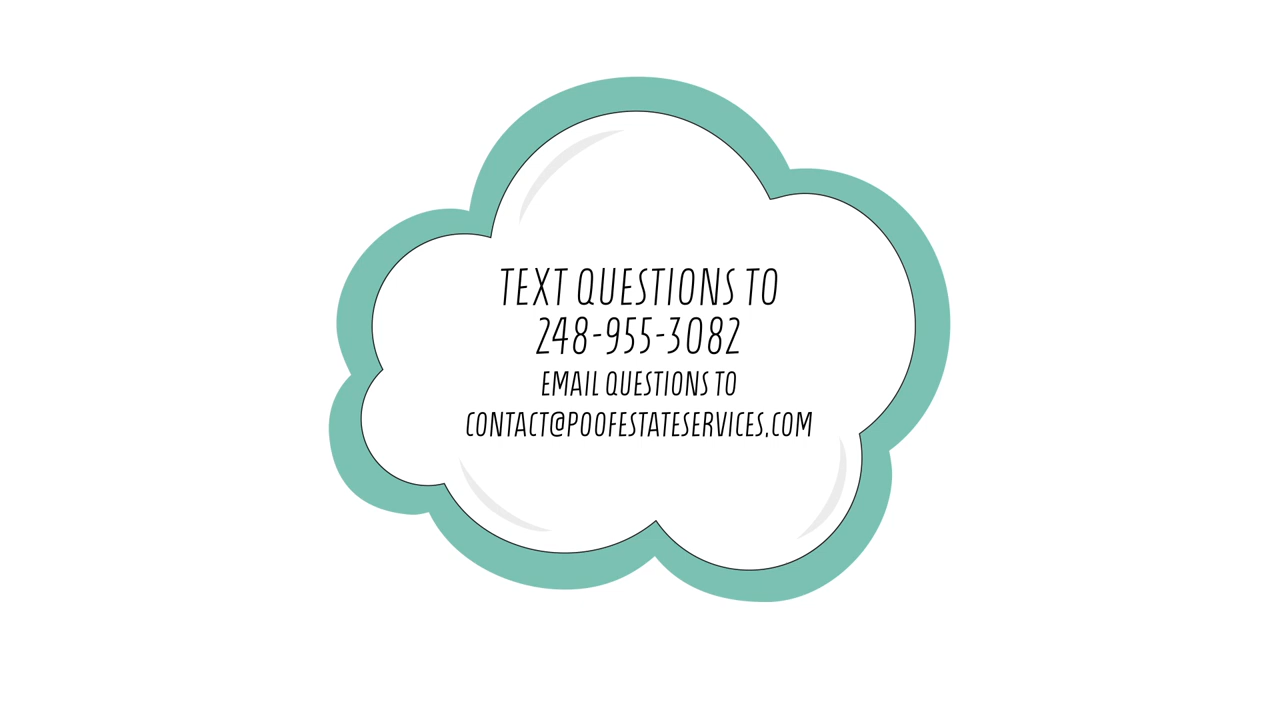 TEXT QUESTIONS TO
248-955-3082
EMAIL QUESTIONS TO
CONTACT@POOFESTATESERVICES.COM